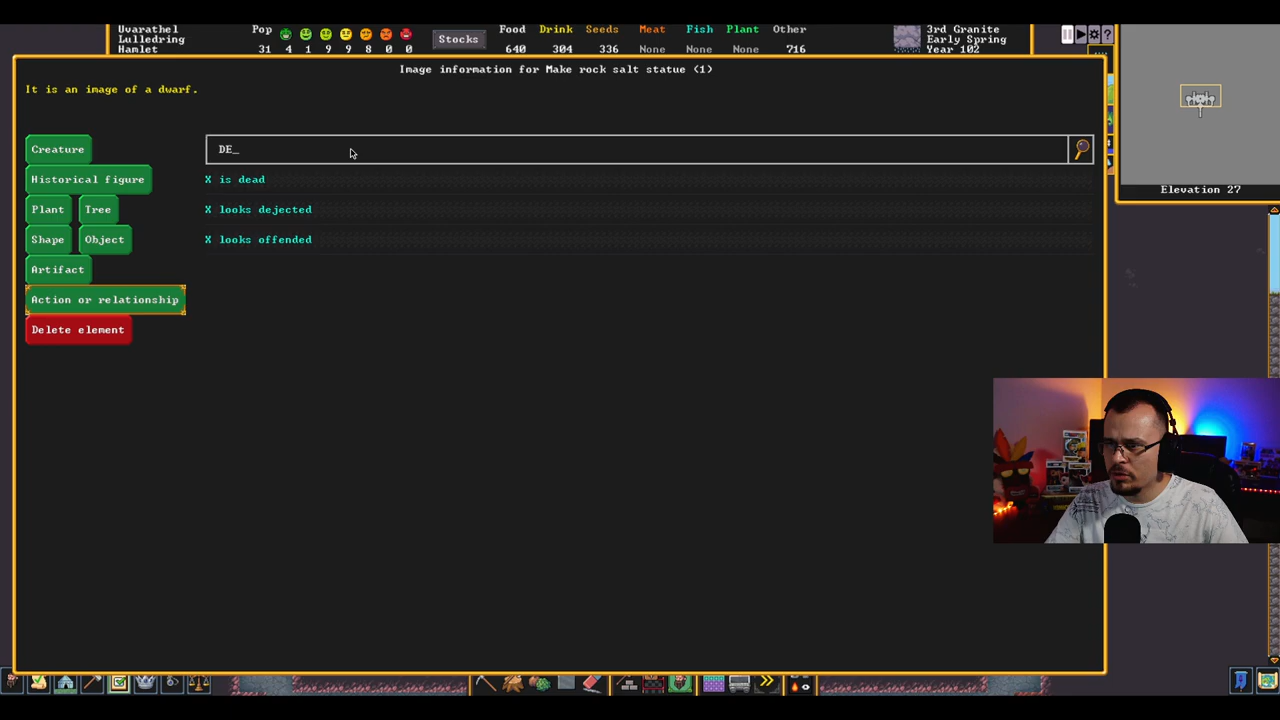 Uvarathel
Lulledring
Hamlet
Pop
31 4 1 9 9 8 0 0
Stocks
Food Drink Seeds Meat Fish Plant Other
640 304 336 None None None 716
3rd Granite
Early Spring
Year 102
?
Image information for Make rock salt statue (1)
It is an image of a dwarf.
Creature
DE_
Historical figure
X is dead
Plant Tree
X looks dejected
Shape Object
X looks offended
Artifact
Action or relationship
Delete element
Elevation 27